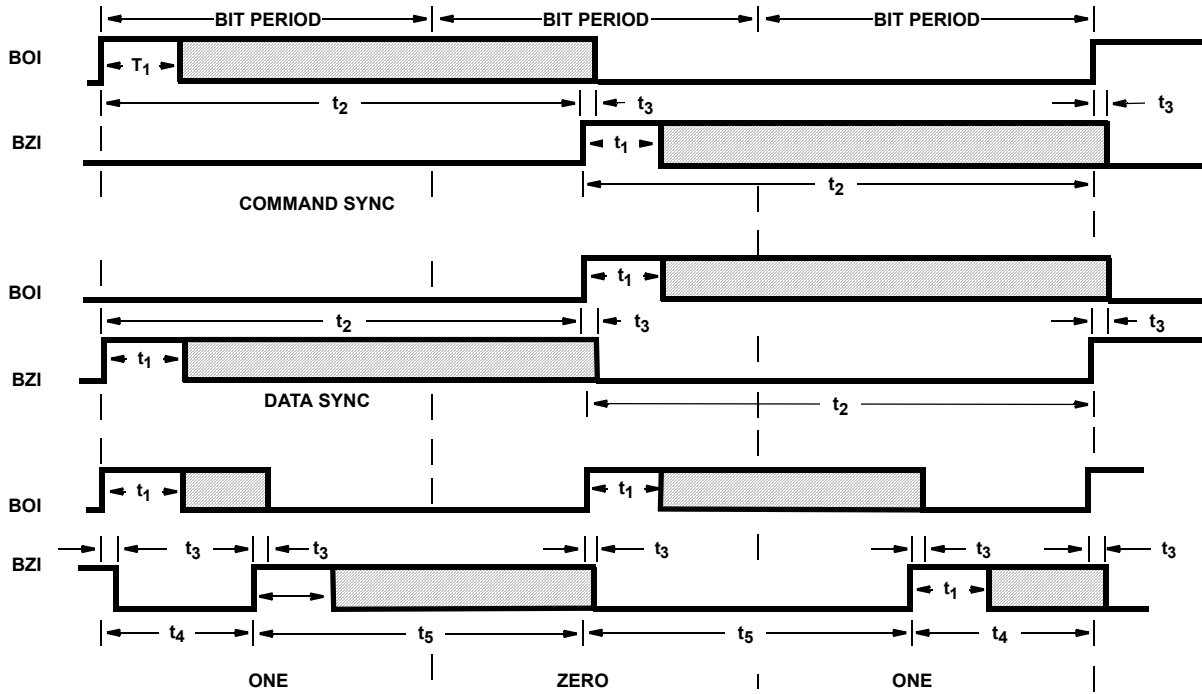 BIT PERIOD BIT PERIOD BIT PERIOD
BOI T1
t2 t3 t3
BZI t1
t2
COMMAND SYNC
BOI t1
t2 t3 t3
BZI t1
DATA SYNC t2
BOI t1 t1
t3 t3 t3 t3 t3
BZI t1
t4 t5 t5 t4
ONE ZERO ONE